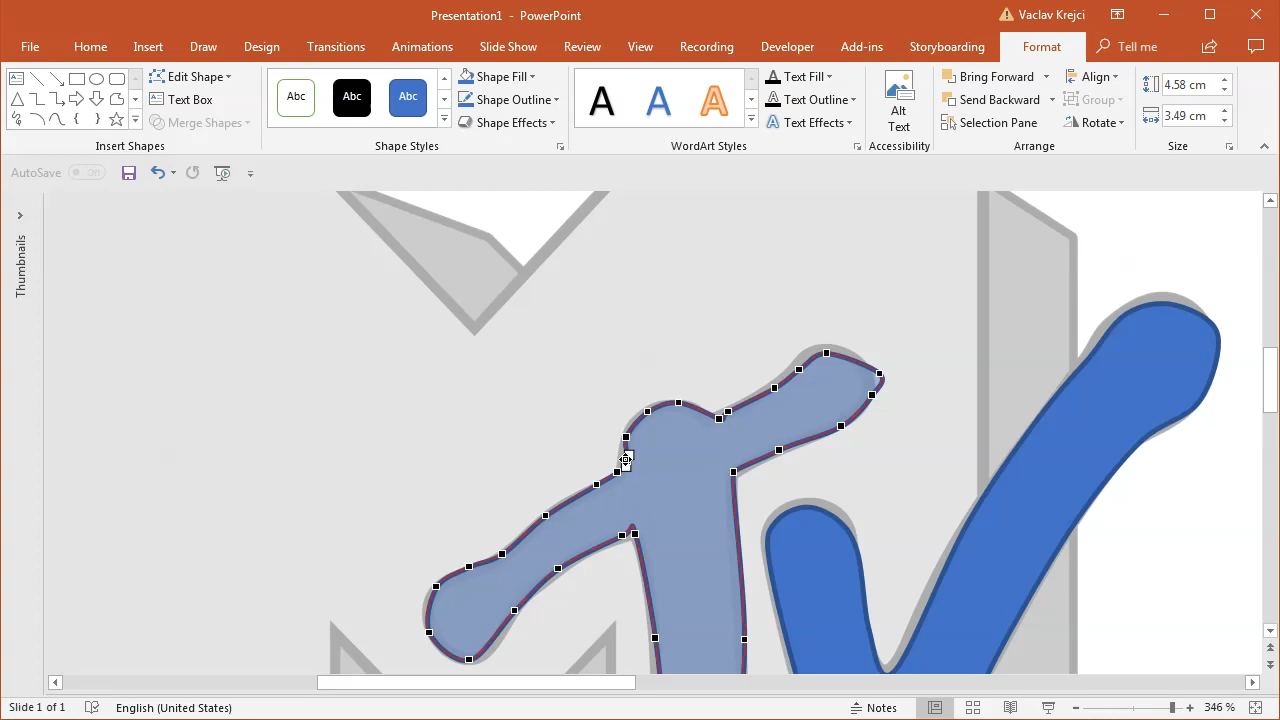 Presentation1 - PowerPoint
Vaclav Krejci
File Home Insert Draw Design Transitions Animations Slide Show Review View Recording Developer Add-ins Storyboarding Format Tell me
Edit Shape
Text Box
Merge Shapes
Insert Shapes
Abc Abc Abc
Shape Fill
Shape Outline
Shape Effects
Shape Styles
A A A
Text Fill
Text Outline
Text Effects
WordArt Styles
Alt
Text
Accessibility
Bring Forward
Send Backward
Selection Pane
Align
Group
Rotate
Arrange
4.58 cm
3.49 cm
Size
AutoSave Off
Thumbnails
Slide 1 of 1 English (United States) Notes 346 %